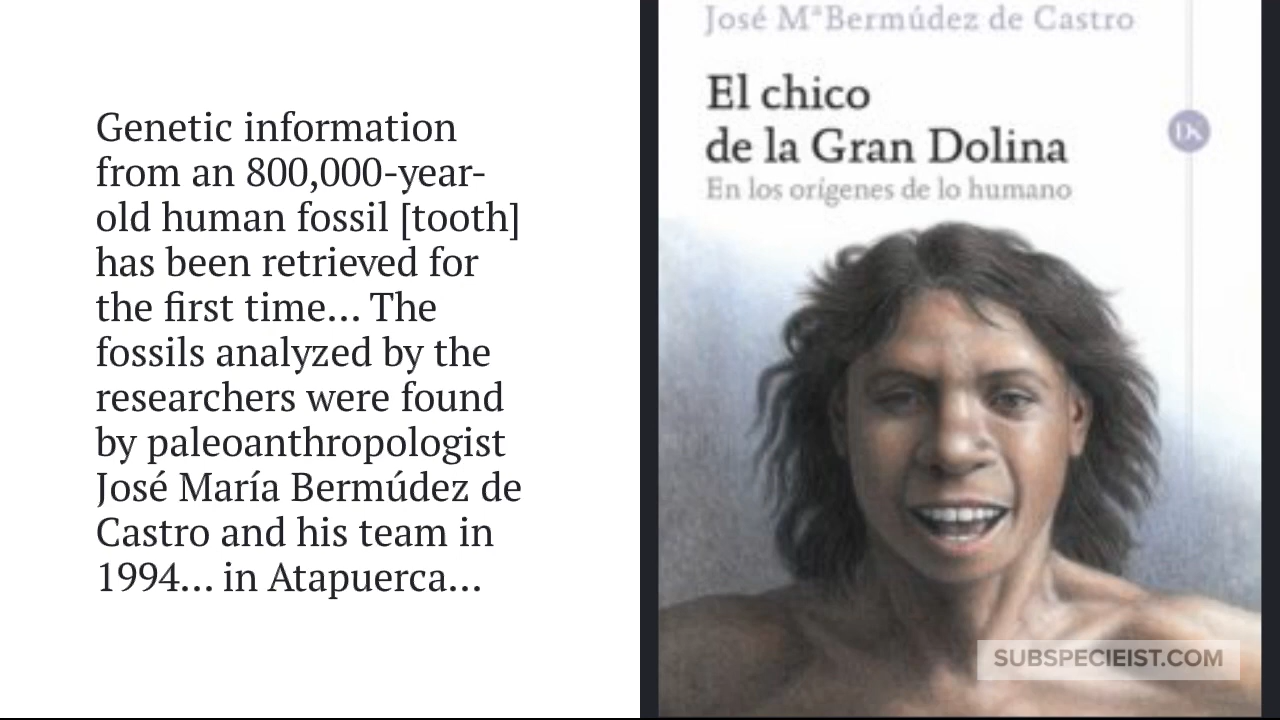 Genetic information
from an 800,000-year-
old human fossil [tooth]
has been retrieved for
the first time... The
fossils analyzed by the
researchers were found
by paleoanthropologist
José María Bermúdez de
Castro and his team in
1994... in Atapuerca...
José MªBermúdez de Castro
El chico
de la Gran Dolina
En los orígenes de lo humano
SUBSPECIEIST.COM